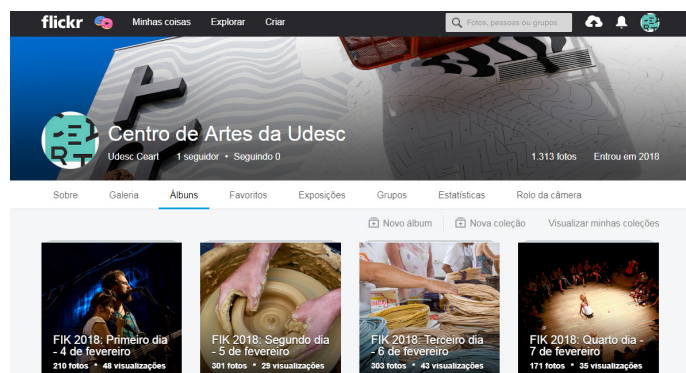 flickr
Minhas coisas
Explorar
Criar
Fotos, pessoas ou grupos
Centro de Artes da Udesc
Udesc Ceart
1 seguidor • Seguindo 0
1.313 fotos
Entrou em 2018
Sobre
Galeria
Álbuns
Favoritos
Exposições
Grupos
Estatísticas
Rolo da câmera
Novo álbum
Nova coleção
Visualizar minhas coleções
FIK 2018: Primeiro dia
- 4 de fevereiro
210 fotos • 48 visualizações
FIK 2018: Segundo dia
- 5 de fevereiro
301 fotos • 29 visualizações
FIK 2018: Terceiro dia
- 6 de fevereiro
303 fotos • 43 visualizações
FIK 2018: Quarto dia -
7 de fevereiro
171 fotos • 35 visualizações